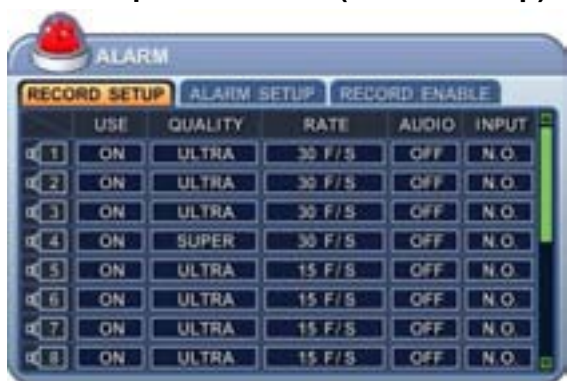 ALARM
RECORD SETUP ALARM SETUP RECORD ENABLE
USE QUALITY RATE AUDIO INPUT
1 ON ULTRA 30 F/S OFF N.O.
2 ON ULTRA 30 F/S OFF N.O.
3 ON ULTRA 30 F/S OFF N.O.
4 ON SUPER 30 F/S OFF N.O.
5 ON ULTRA 15 F/S OFF N.O.
6 ON ULTRA 15 F/S OFF N.O.
7 ON ULTRA 15 F/S OFF N.O.
8 ON ULTRA 15 F/S OFF N.O.